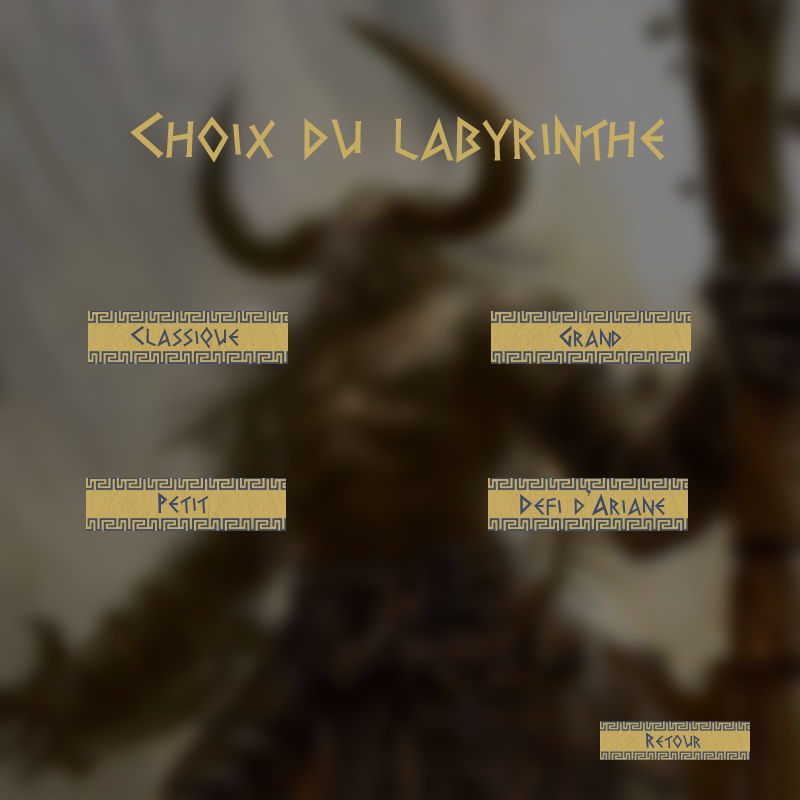 Choix du labyrinthe
Classique
Grand
Petit
Defi d'Ariane
Retour